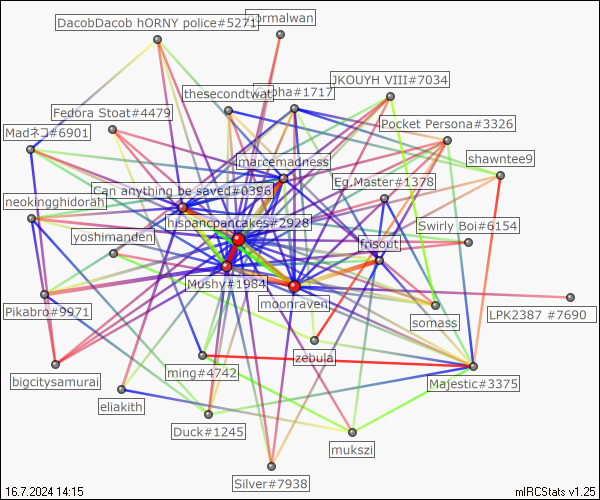 DacobDacob hORNY police#5271
normalwan
JKOUYH VIII#7034
thesecondtwat
#1717
Fedora Stoat#4479
Pocket Persona#3326
Madネコ#6901
marcemadness
shawntee9
Eg.Master#1378
Can anything be saved#0396
neokingghidorah
hispancpancakes#2928
Swirly Boi#6154
yoshimanden
frisout
Mushy#1984
moonraven
Pikabro#9971
somass
LPK2387 #7690
zebula
ming#4742
bigcitysamurai
Majestic#3375
eliakith
Duck#1245
mukszi
Silver#7938
16.7.2024 14:15
mIRCStats v1.25